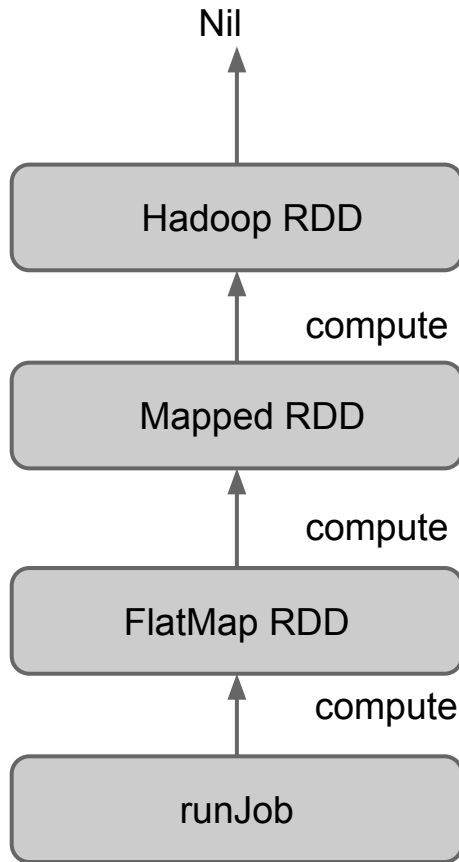 Nil
Hadoop RDD
compute
Mapped RDD
compute
FlatMap RDD
compute
runJob